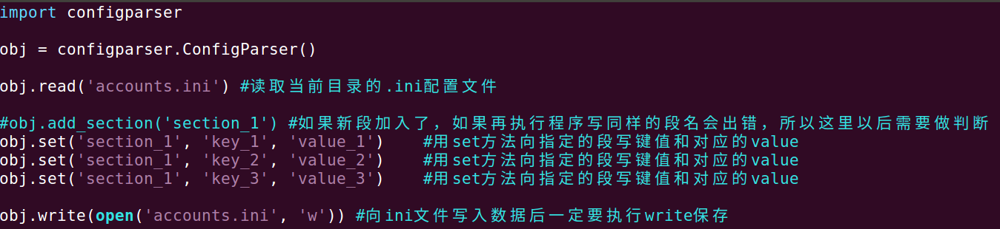 import configparser
obj = configparser.ConfigParser()
obj.read('accounts.ini') #读取当前目录的.ini配置文件
#obj.add_section('section_1') #如果新段加入了，如果再执行程序写同样的段名会出错，所以这里以后需要做判断
obj.set('section_1', 'key_1', 'value_1')    #用set方法向指定的段写键值和对应的value
obj.set('section_1', 'key_2', 'value_2')    #用set方法向指定的段写键值和对应的value
obj.set('section_1', 'key_3', 'value_3')    #用set方法向指定的段写键值和对应的value
obj.write(open('accounts.ini', 'w')) #向ini文件写入数据后一定要执行write保存